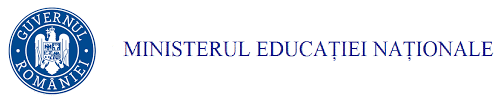 GUVERNUL ROMÂNIEI
MINISTERUL EDUCAȚIEI NAȚIONALE